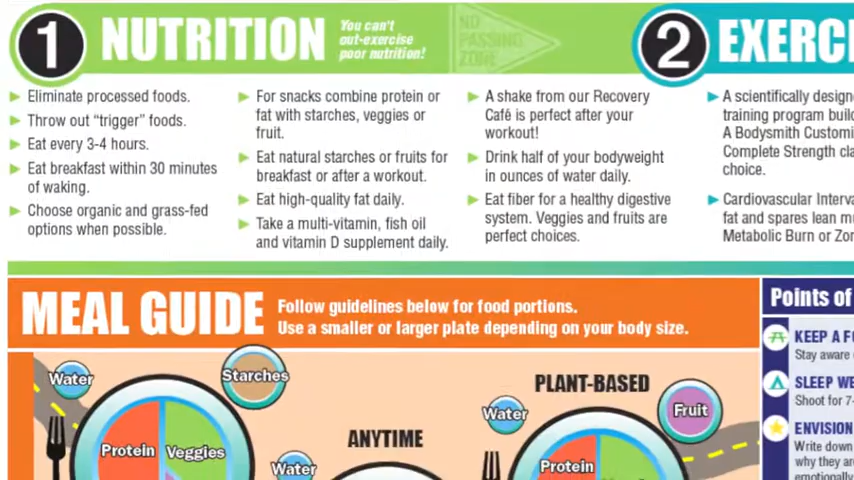 1 NUTRITION
You can't
out-exercise
poor nutrition!
NO
PASSING
ZONE
Eliminate processed foods.
Throw out “trigger” foods.
Eat every 3-4 hours.
Eat breakfast within 30 minutes
of waking.
Choose organic and grass-fed
options when possible.
For snacks combine protein or
fat with starches, veggies or
fruit.
Eat natural starches or fruits for
breakfast or after a workout.
Eat high-quality fat daily.
Take a multi-vitamin, fish oil
and vitamin D supplement daily.
A shake from our Recovery
Café is perfect after your
workout!
Drink half of your bodyweight
in ounces of water daily.
Eat fiber for a healthy digestive
system. Veggies and fruits are
perfect choices.
2 EXERCI
A scientifically design
training program buil
A Bodysmith Customi
Complete Strength cla
choice.
Cardiovascular Interva
fat and spares lean m
Metabolic Burn or Zon
MEAL GUIDE
Follow guidelines below for food portions.
Use a smaller or larger plate depending on your body size.
Water
Starches
Protein
Veggies
ANYTIME
Water
PLANT-BASED
Water
Fruit
Protein
Points of
KEEP A F
Stay aware
SLEEP WE
Shoot for 7-
ENVISION
Write down
why they ar
emotionally